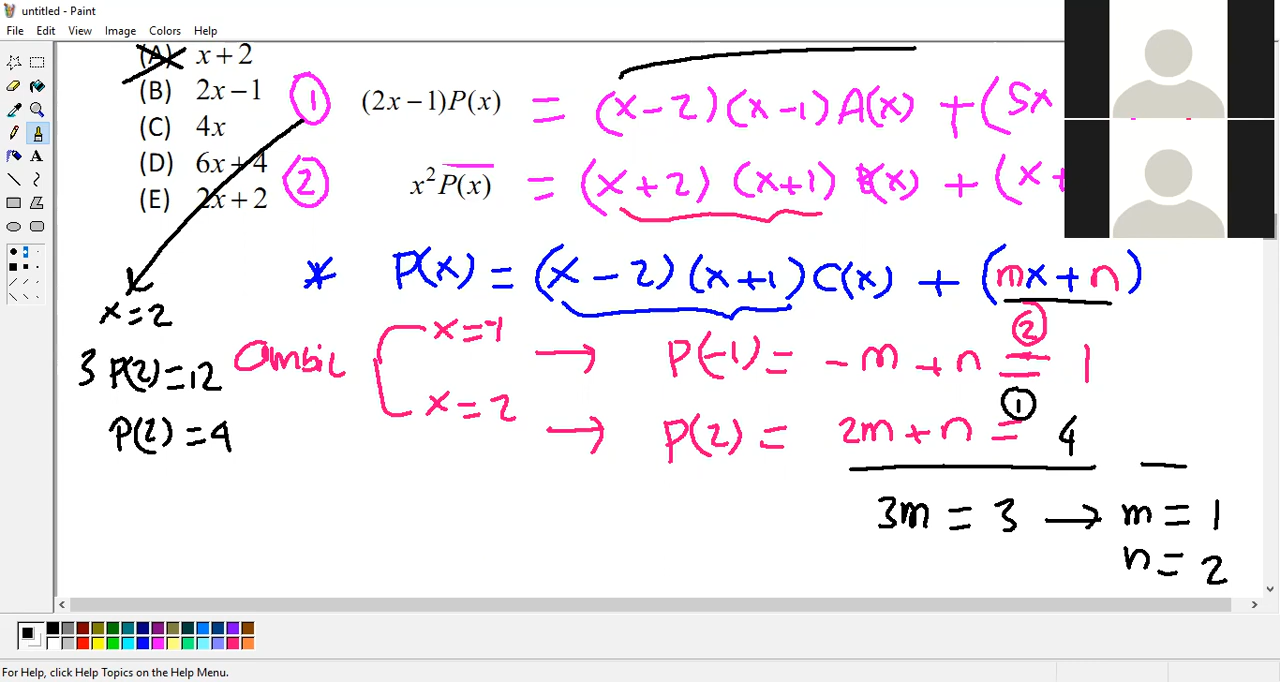 untitled - Paint
File Edit View Image Colors Help
(A) x + 2
(B) 2x − 1
(C) 4x
(D) 6x + 4
(E) 2x + 2
① (2x − 1)P(x) = (x − 2)(x − 1)A(x) + (5x
② x²P(x) = (x + 2)(x + 1) (x) + (x +
* P(x) = (x − 2)(x + 1)C(x) + (mx + n)
x = 2
3 P(2) = 12
P(2) = 4
Ambil
x = -1 → P(-1) = -m + n = 1
②
x = 2 → P(2) = 2m + n = 4
①
3m = 3 → m = 1
n = 2
For Help, click Help Topics on the Help Menu.